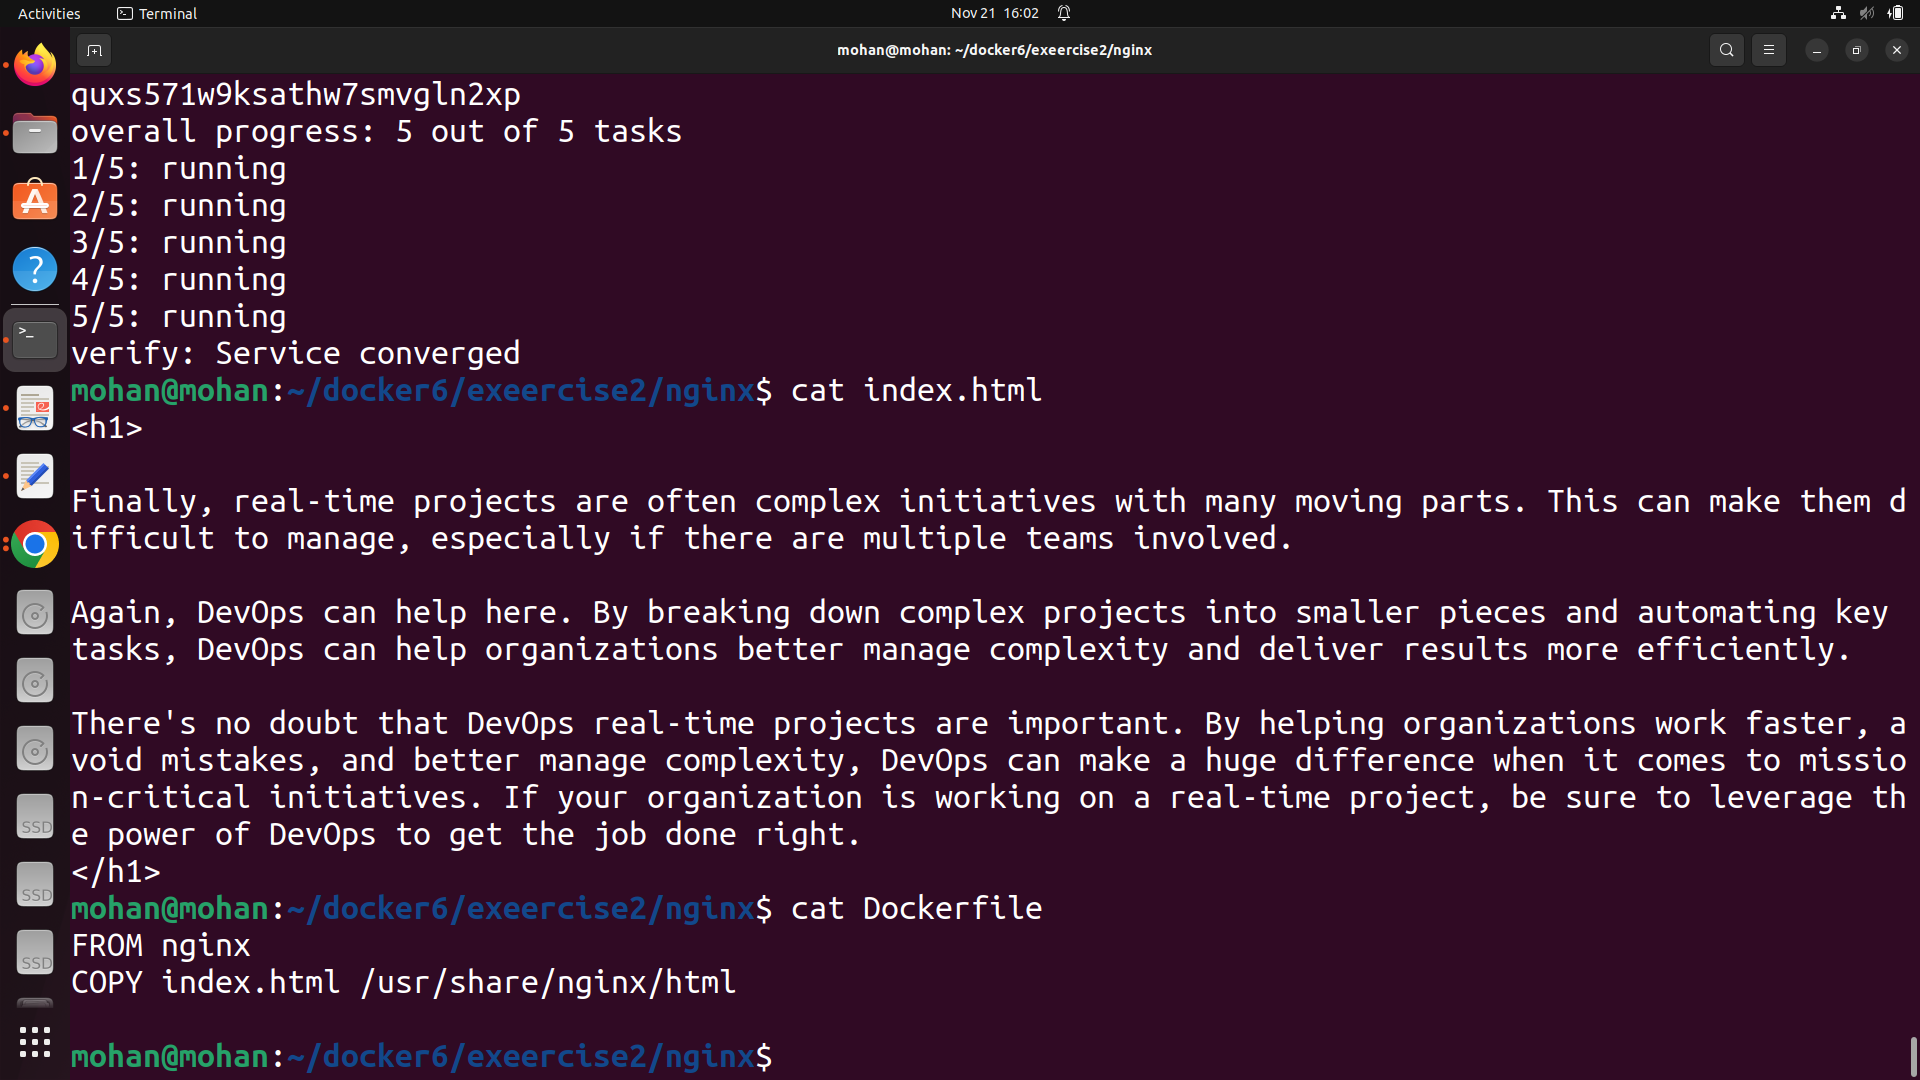 Activities
Terminal
Nov 21 16:02
mohan@mohan: ~/docker6/exeercise2/nginx
quxs571w9ksathw7smvgln2xp
overall progress: 5 out of 5 tasks
1/5: running
2/5: running
3/5: running
4/5: running
5/5: running
verify: Service converged
mohan@mohan:~/docker6/exeercise2/nginx$ cat index.html
<h1>
Finally, real-time projects are often complex initiatives with many moving parts. This can make them d
ifficult to manage, especially if there are multiple teams involved.
Again, DevOps can help here. By breaking down complex projects into smaller pieces and automating key
tasks, DevOps can help organizations better manage complexity and deliver results more efficiently.
There's no doubt that DevOps real-time projects are important. By helping organizations work faster, a
void mistakes, and better manage complexity, DevOps can make a huge difference when it comes to missio
n-critical initiatives. If your organization is working on a real-time project, be sure to leverage th
e power of DevOps to get the job done right.
</h1>
mohan@mohan:~/docker6/exeercise2/nginx$ cat Dockerfile
FROM nginx
COPY index.html /usr/share/nginx/html
mohan@mohan:~/docker6/exeercise2/nginx$
SSD
SSD
SSD